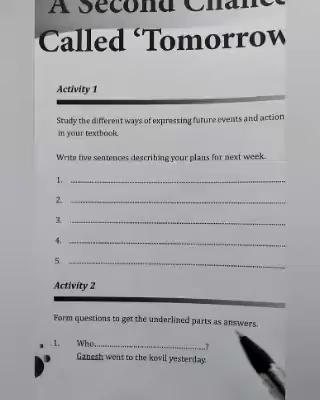 A Second Chance
Called ‘Tomorrow
Activity 1
Study the different ways of expressing future events and action
in your textbook.
Write five sentences describing your plans for next week.
1. ........................................................................
2. ........................................................................
3. ........................................................................
4. ........................................................................
5. ........................................................................
Activity 2
Form questions to get the underlined parts as answers.
1. Who........................................?
Ganesh went to the kovil yesterday.